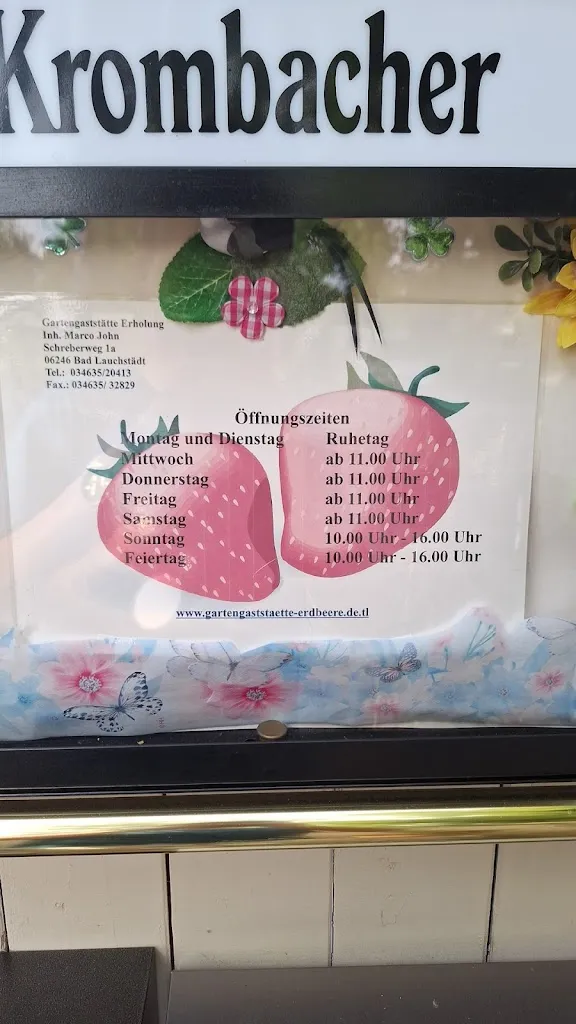 Krombacher
Gartengaststätte Erholung
Inh. Marco John
Schreberweg 1a
06246 Bad Lauchstädt
Tel.: 034635/20413
Fax.: 034635/ 32829
Öffnungszeiten
Montag und Dienstag Ruhetag
Mittwoch ab 11.00 Uhr
Donnerstag ab 11.00 Uhr
Freitag ab 11.00 Uhr
Samstag ab 11.00 Uhr
Sonntag 10.00 Uhr - 16.00 Uhr
Feiertag 10.00 Uhr - 16.00 Uhr
www.gartengaststaette-erdbeere.de.tl